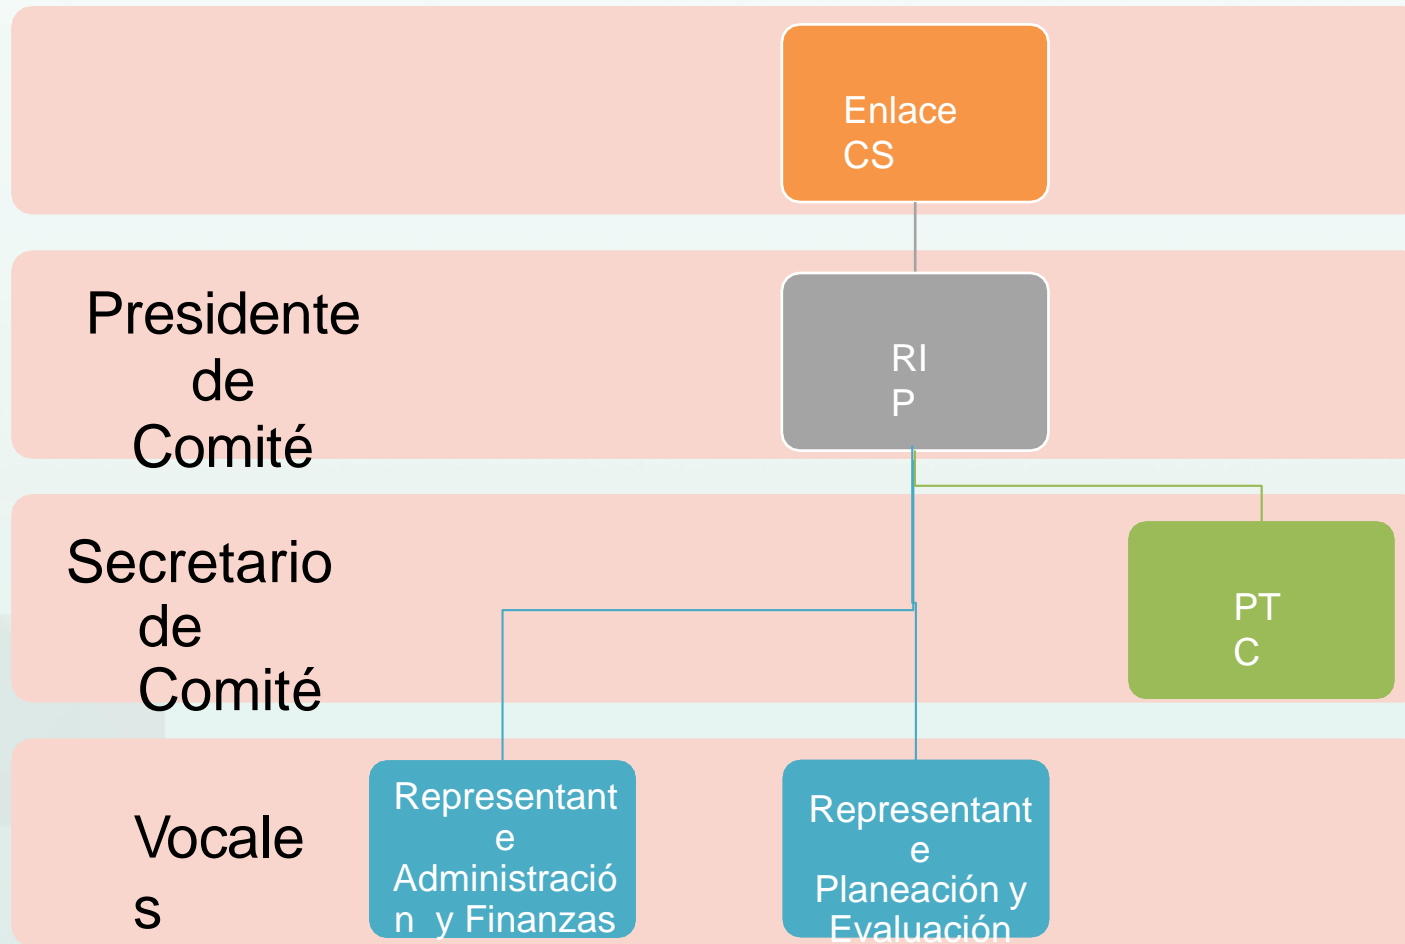 Enlace
CS
Presidente
de
Comité
RI
P
Secretario
de
Comité
PT
C
Vocale
s
Representant
e
Administració
n y Finanzas
Representant
e
Planeación y
Evaluación